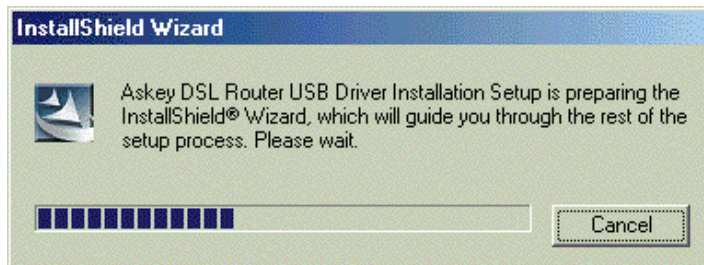 InstallShield Wizard
Askey DSL Router USB Driver Installation Setup is preparing the
InstallShield® Wizard, which will guide you through the rest of the
setup process. Please wait.
Cancel